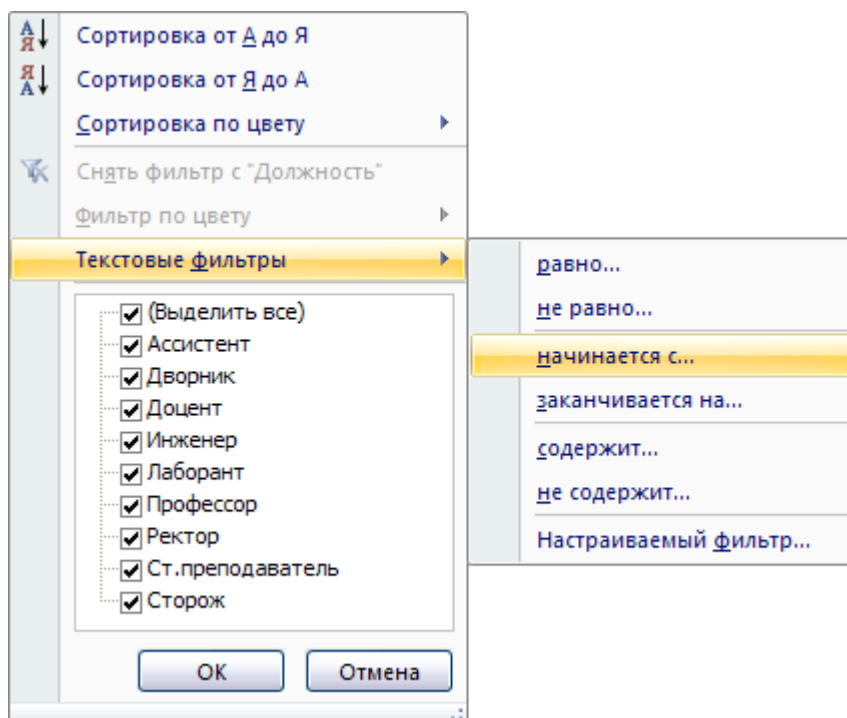 Сортировка от А до Я
Сортировка от Я до А
Сортировка по цвету
Снять фильтр с "Должность"
Фильтр по цвету
Текстовые фильтры
(Выделить все)
Ассистент
Дворник
Доцент
Инженер
Лаборант
Профессор
Ректор
Ст.преподаватель
Сторож
ОК
Отмена
равно...
не равно...
начинается с...
заканчивается на...
содержит...
не содержит...
Настраиваемый фильтр...